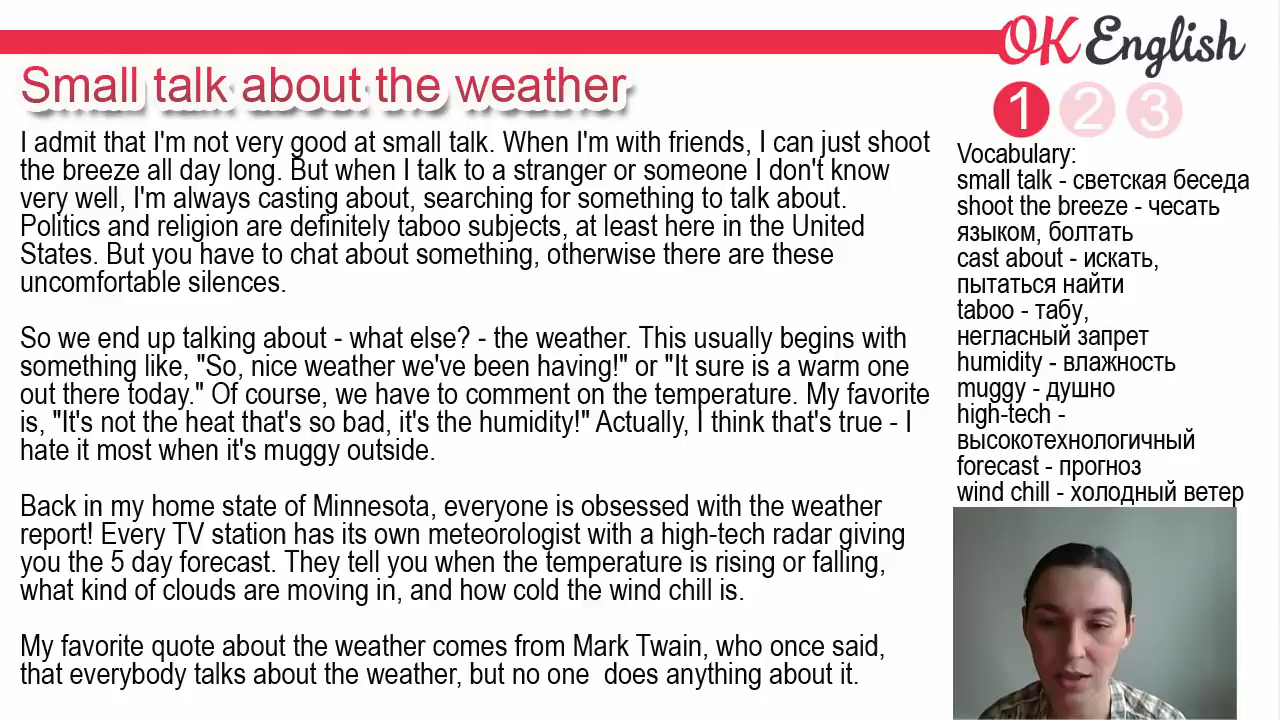 OK English
Small talk about the weather
1 2 3
I admit that I'm not very good at small talk. When I'm with friends, I can just shoot
the breeze all day long. But when I talk to a stranger or someone I don't know
very well, I'm always casting about, searching for something to talk about.
Politics and religion are definitely taboo subjects, at least here in the United
States. But you have to chat about something, otherwise there are these
uncomfortable silences.
So we end up talking about - what else? - the weather. This usually begins with
something like, "So, nice weather we've been having!" or "It sure is a warm one
out there today." Of course, we have to comment on the temperature. My favorite
is, "It's not the heat that's so bad, it's the humidity!" Actually, I think that's true - I
hate it most when it's muggy outside.
Back in my home state of Minnesota, everyone is obsessed with the weather
report! Every TV station has its own meteorologist with a high-tech radar giving
you the 5 day forecast. They tell you when the temperature is rising or falling,
what kind of clouds are moving in, and how cold the wind chill is.
My favorite quote about the weather comes from Mark Twain, who once said,
that everybody talks about the weather, but no one  does anything about it.
Vocabulary:
small talk - светская беседа
shoot the breeze - чесать
языком, болтать
cast about - искать,
пытаться найти
taboo - табу,
негласный запрет
humidity - влажность
muggy - душно
high-tech -
высокотехнологичный
forecast - прогноз
wind chill - холодный ветер